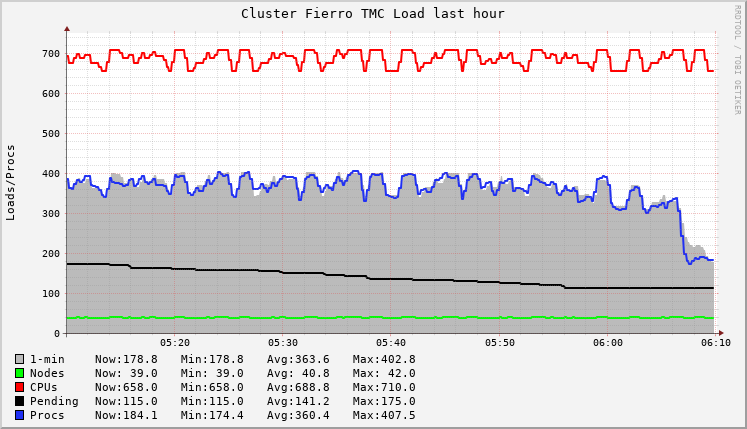 Cluster Fierro TMC Load last hour
RRDTOOL / TOBI OETIKER
Loads/Procs
700
600
500
400
300
200
100
0
05:20 05:30 05:40 05:50 06:00 06:10
1-min Now:178.8 Min:178.8 Avg:363.6 Max:402.8
Nodes Now: 39.0 Min: 39.0 Avg: 40.8 Max: 42.0
CPUs Now:658.0 Min:658.0 Avg:688.8 Max:710.0
Pending Now:115.0 Min:115.0 Avg:141.2 Max:175.0
Procs Now:184.1 Min:174.4 Avg:360.4 Max:407.5